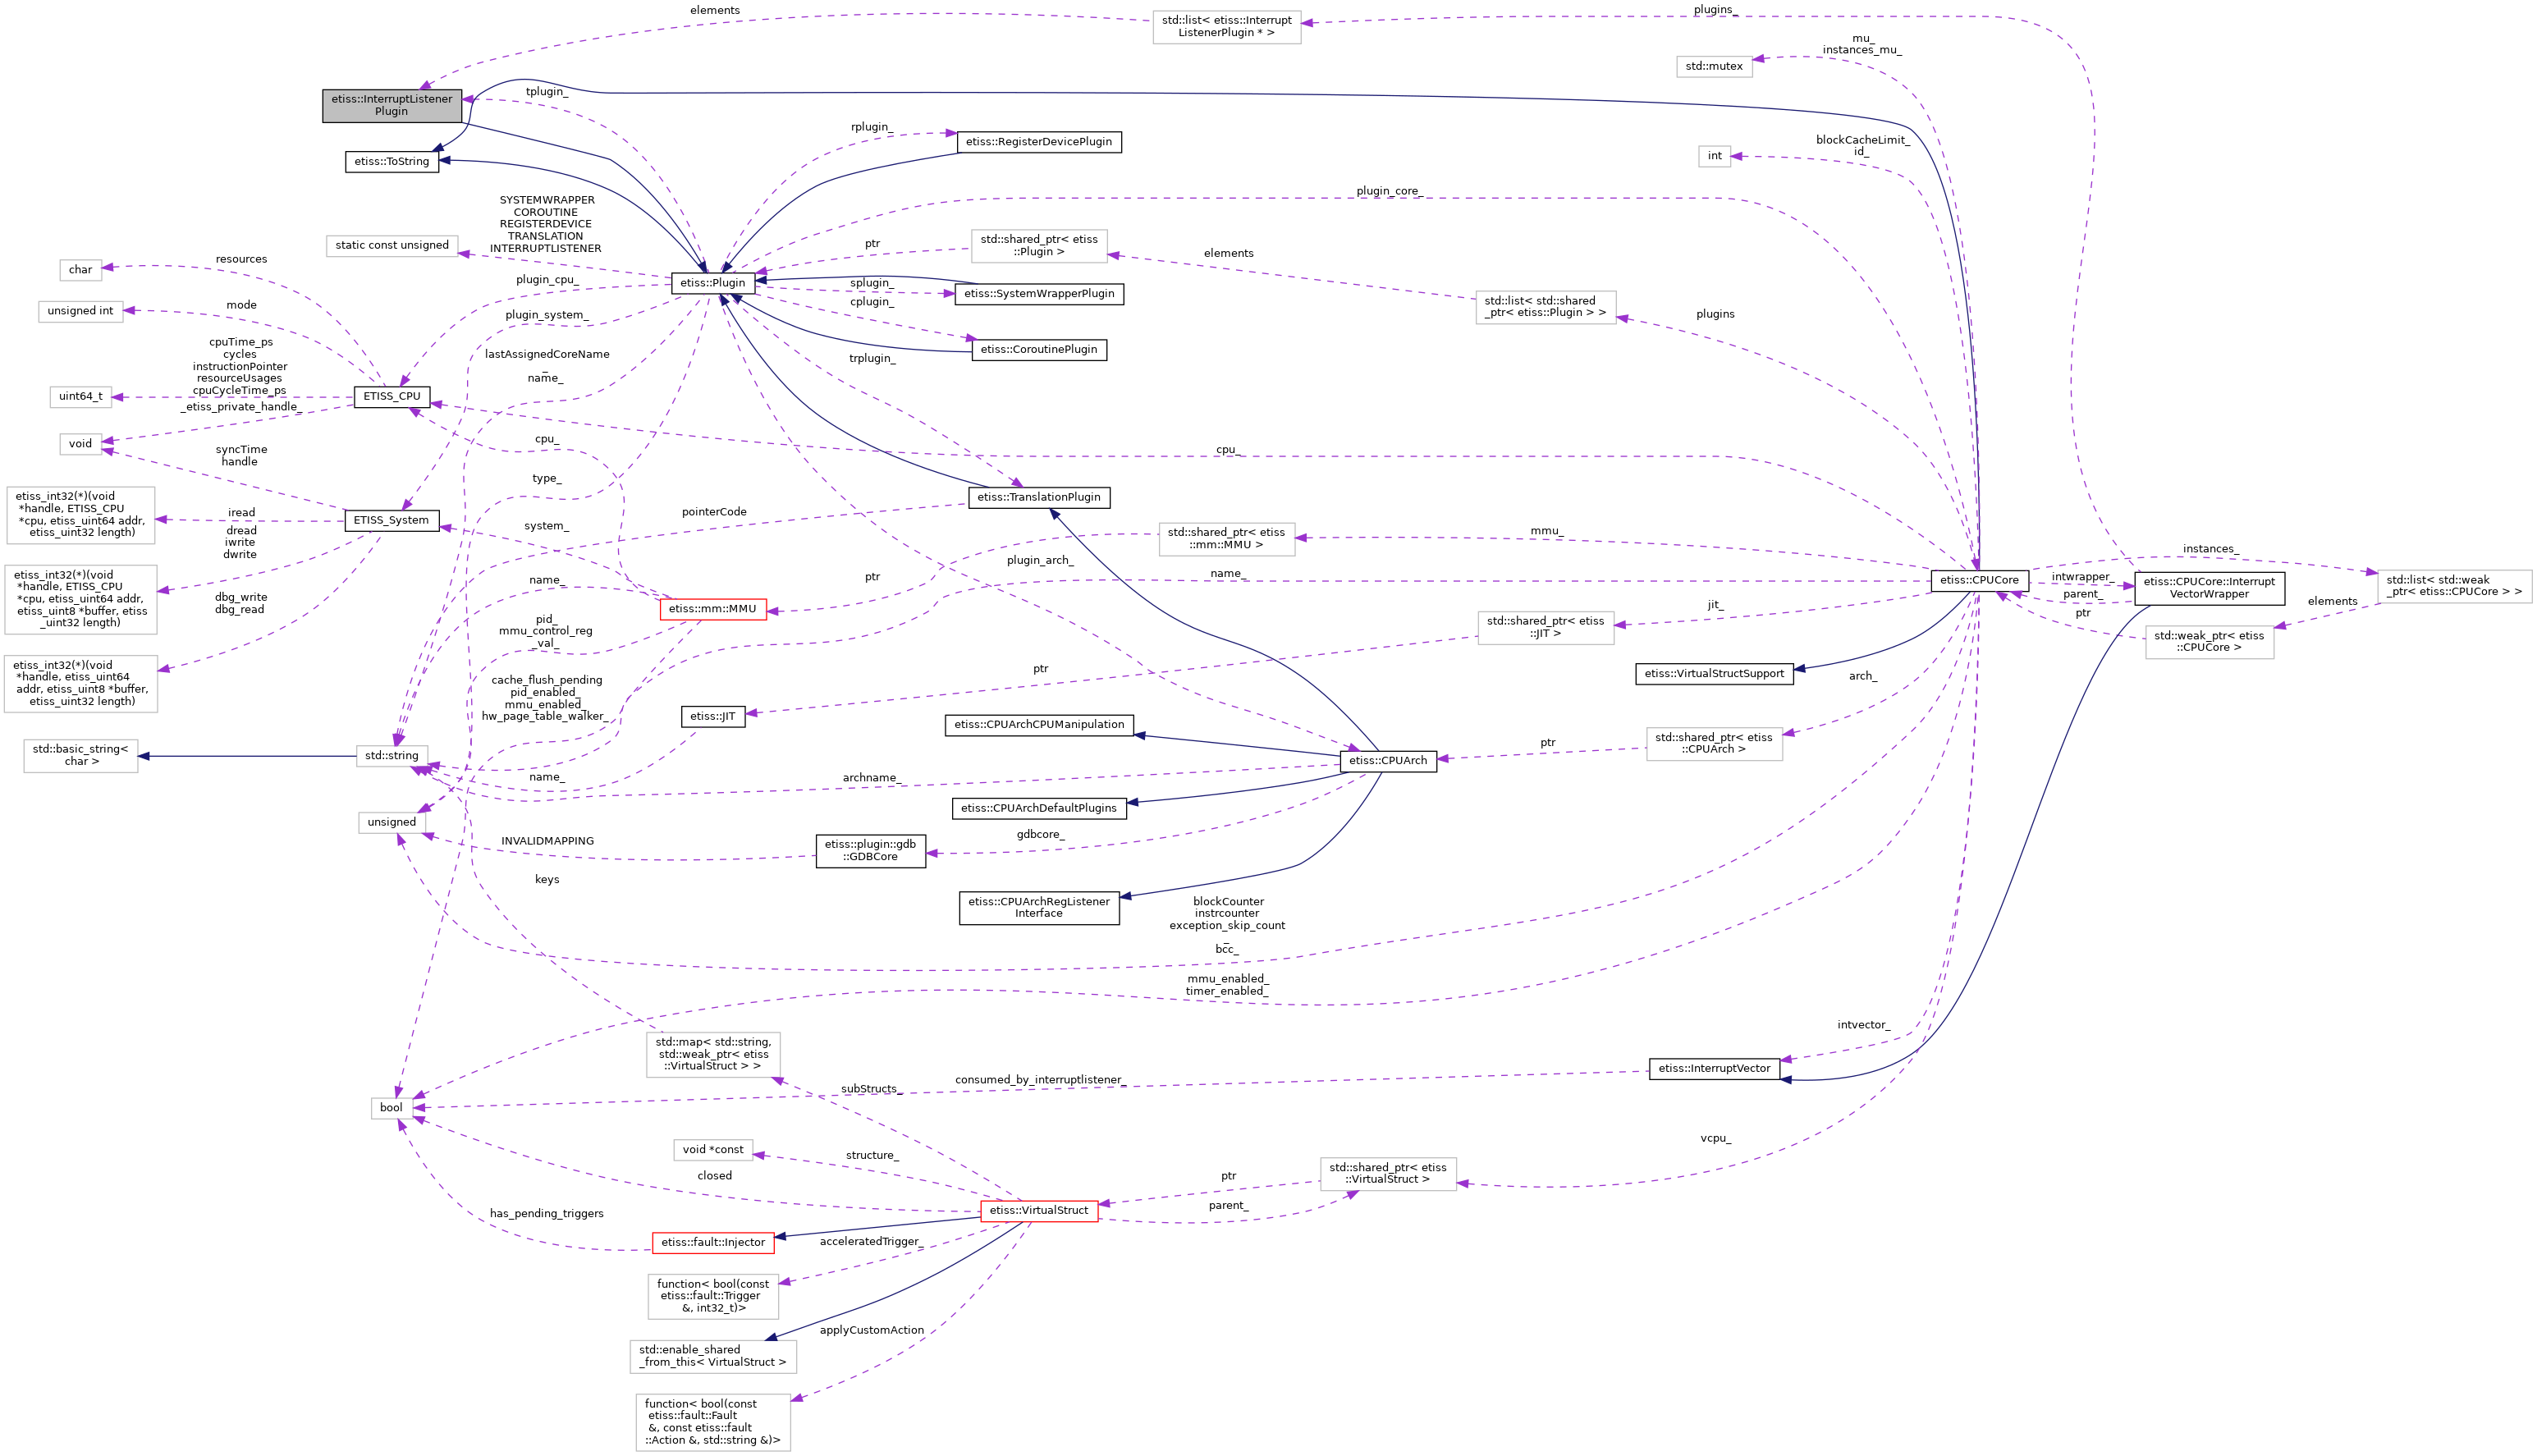 elements
std::list< etiss::Interrupt
ListenerPlugin * >
plugins_
mu_
instances_mu_
std::mutex
etiss::InterruptListener
Plugin
tplugin_
etiss::ToString
rplugin_
etiss::RegisterDevicePlugin
blockCacheLimit_
id_
int
plugin_core_
SYSTEMWRAPPER
COROUTINE
REGISTERDEVICE
TRANSLATION
INTERRUPTLISTENER
static const unsigned
ptr
std::shared_ptr< etiss
::Plugin >
elements
resources
char
etiss::Plugin
plugin_cpu_
splugin_
etiss::SystemWrapperPlugin
cplugin_
std::list< std::shared
_ptr< etiss::Plugin > >
plugins
mode
unsigned int
plugin_system_
etiss::CoroutinePlugin
cpuTime_ps
cycles
instructionPointer
resourceUsages
cpuCycleTime_ps
lastAssignedCoreName
_
name_
trplugin_
uint64_t
ETISS_CPU
_etiss_private_handle_
void
syncTime
handle
cpu_
cpu_
type_
etiss::TranslationPlugin
etiss_int32(*)(void
*handle, ETISS_CPU
*cpu, etiss_uint64 addr,
etiss_uint32 length)
iread
ETISS_System
pointerCode
system_
dread
iwrite
dwrite
std::shared_ptr< etiss
::mm::MMU >
mmu_
instances_
etiss_int32(*)(void
*handle, ETISS_CPU
*cpu, etiss_uint64 addr,
etiss_uint8 *buffer, etiss
_uint32 length)
dbg_write
dbg_read
name_
ptr
plugin_arch_
name_
etiss::CPUCore
intwrapper_
parent_
ptr
etiss::CPUCore::Interrupt
VectorWrapper
std::list< std::weak
_ptr< etiss::CPUCore > >
elements
etiss::mm::MMU
std::shared_ptr< etiss
::JIT >
jit_
std::weak_ptr< etiss
::CPUCore >
pid_
mmu_control_reg
_val_
etiss_int32(*)(void
*handle, etiss_uint64
addr, etiss_uint8 *buffer,
etiss_uint32 length)
ptr
etiss::VirtualStructSupport
arch_
cache_flush_pending
pid_enabled_
mmu_enabled_
hw_page_table_walker_
etiss::JIT
etiss::CPUArchCPUManipulation
std::basic_string<
char >
std::string
etiss::CPUArch
ptr
std::shared_ptr< etiss
::CPUArch >
name_
archname_
etiss::CPUArchDefaultPlugins
unsigned
gdbcore_
INVALIDMAPPING
etiss::plugin::gdb
::GDBCore
keys
etiss::CPUArchRegListener
Interface
blockCounter
instrcounter
exception_skip_count
_
bcc_
mmu_enabled_
timer_enabled_
intvector_
std::map< std::string,
std::weak_ptr< etiss
::VirtualStruct > >
etiss::InterruptVector
consumed_by_interruptlistener_
subStructs_
bool
void *const
structure_
vcpu_
closed
std::shared_ptr< etiss
::VirtualStruct >
ptr
parent_
has_pending_triggers
etiss::VirtualStruct
etiss::fault::Injector
acceleratedTrigger_
function< bool(const
etiss::fault::Trigger
&, int32_t)>
applyCustomAction
std::enable_shared
_from_this< VirtualStruct >
function< bool(const
etiss::fault::Fault
&, const etiss::fault
::Action &, std::string &)>